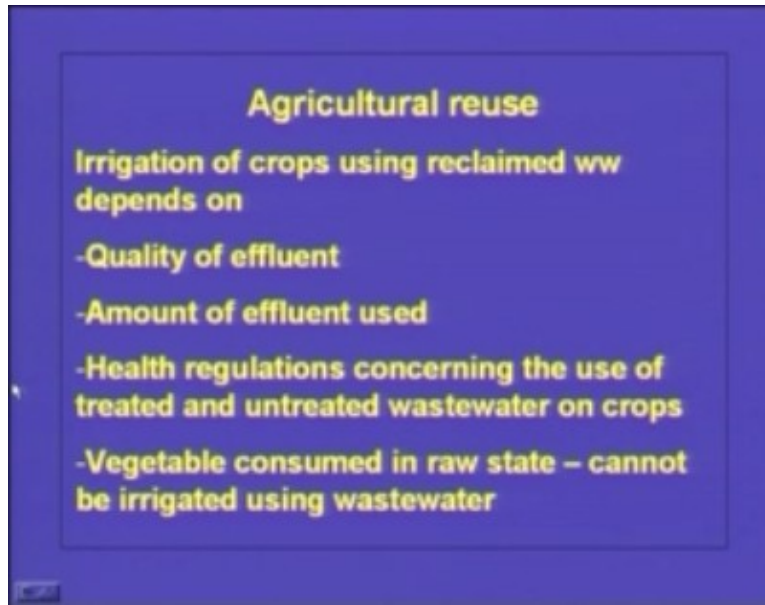 Agricultural reuse
Irrigation of crops using reclaimed ww
depends on
-Quality of effluent
-Amount of effluent used
-Health regulations concerning the use of
treated and untreated wastewater on crops
-Vegetable consumed in raw state – cannot
be irrigated using wastewater